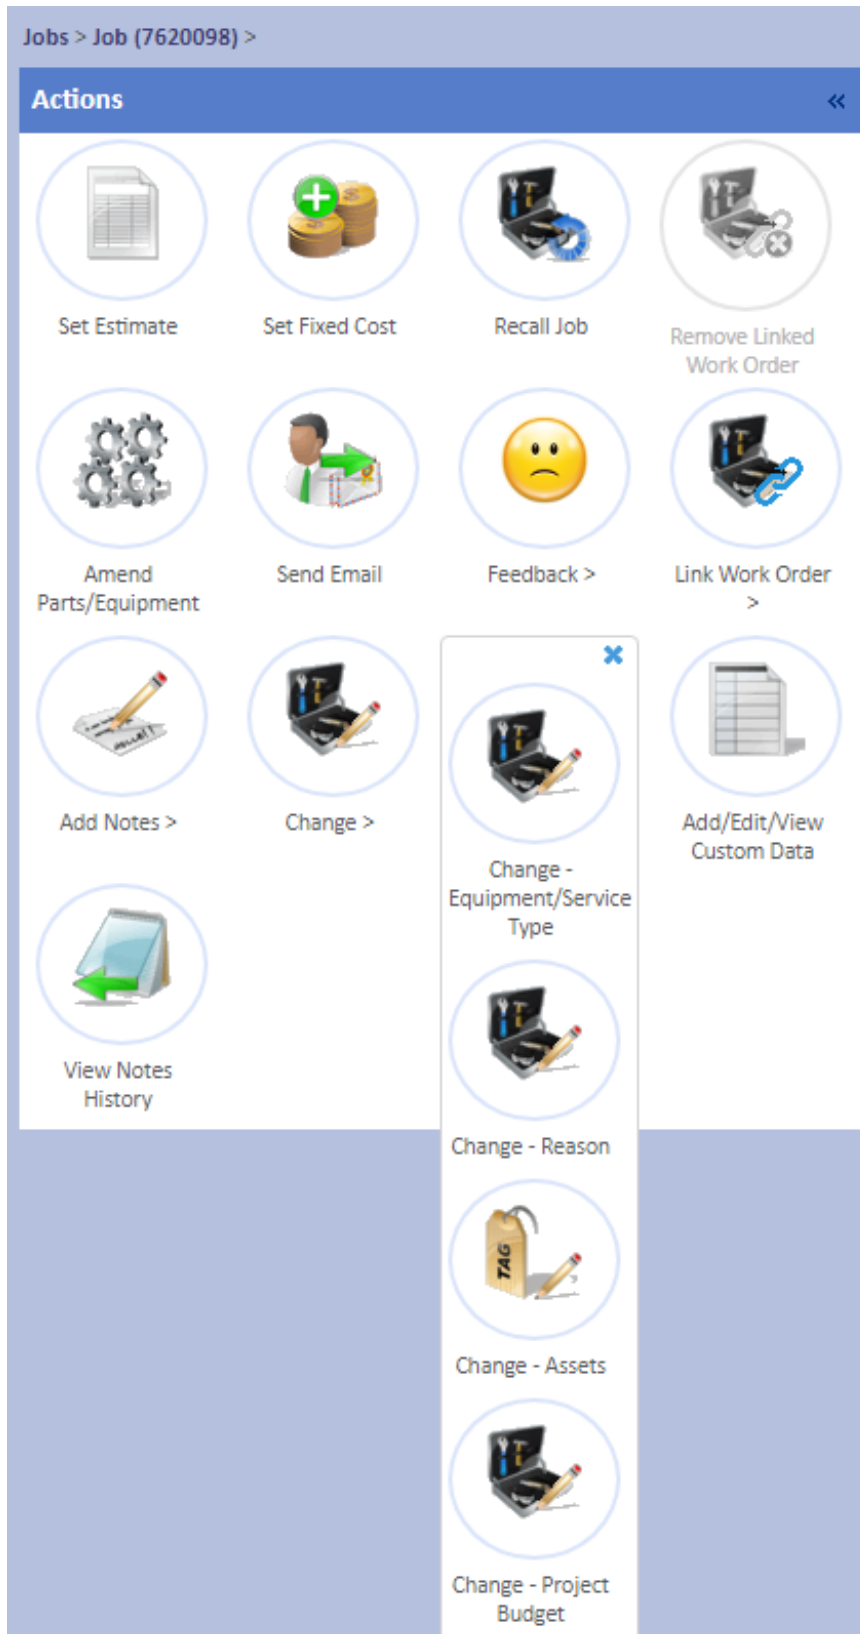 Jobs > Job (7620098) >
Actions
Set Estimate
Set Fixed Cost
Recall Job
Remove Linked
Work Order
Amend
Parts/Equipment
Send Email
Feedback >
Link Work Order
>
Add Notes >
Change >
Change -
Equipment/Service
Type
Add/Edit/View
Custom Data
View Notes
History
Change - Reason
TAG
Change - Assets
Change - Project
Budget